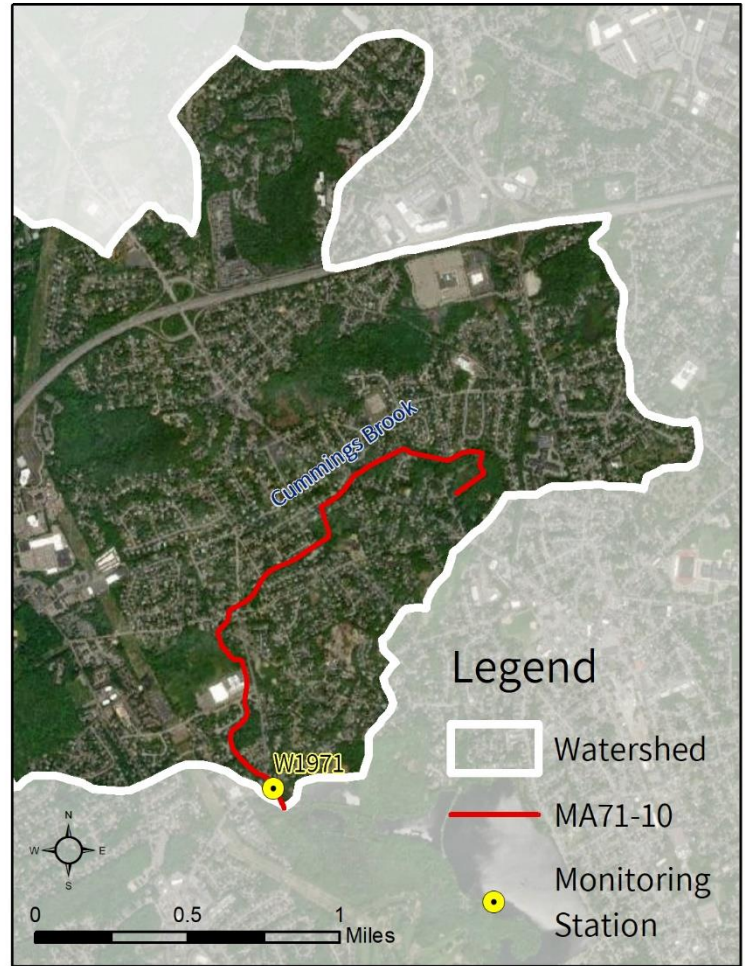 Cummings Brook
W1971
Legend
Watershed
MA71-10
Monitoring
Station
N
W E
S
0 0.5 1
Miles